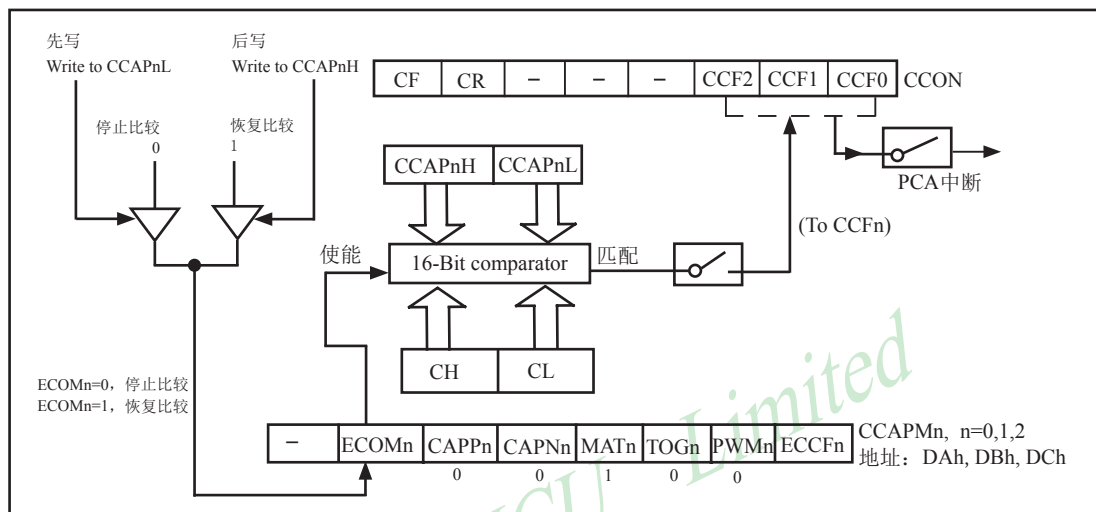 先写
Write to CCAPnL
后写
Write to CCAPnH
CF CR – – – CCF2 CCF1 CCF0 CCON
停止比较
0
恢复比较
1
PCA中断
CCAPnH CCAPnL
(To CCFn)
使能
16-Bit comparator
匹配
CH CL
ECOMn=0，停止比较
ECOMn=1，恢复比较
– ECOMn CAPPn CAPNn MATn TOGn PWMn ECCFn
0 0 1 0 0
CCAPMn, n=0,1,2
地址：DAh, DBh, DCh
Limited